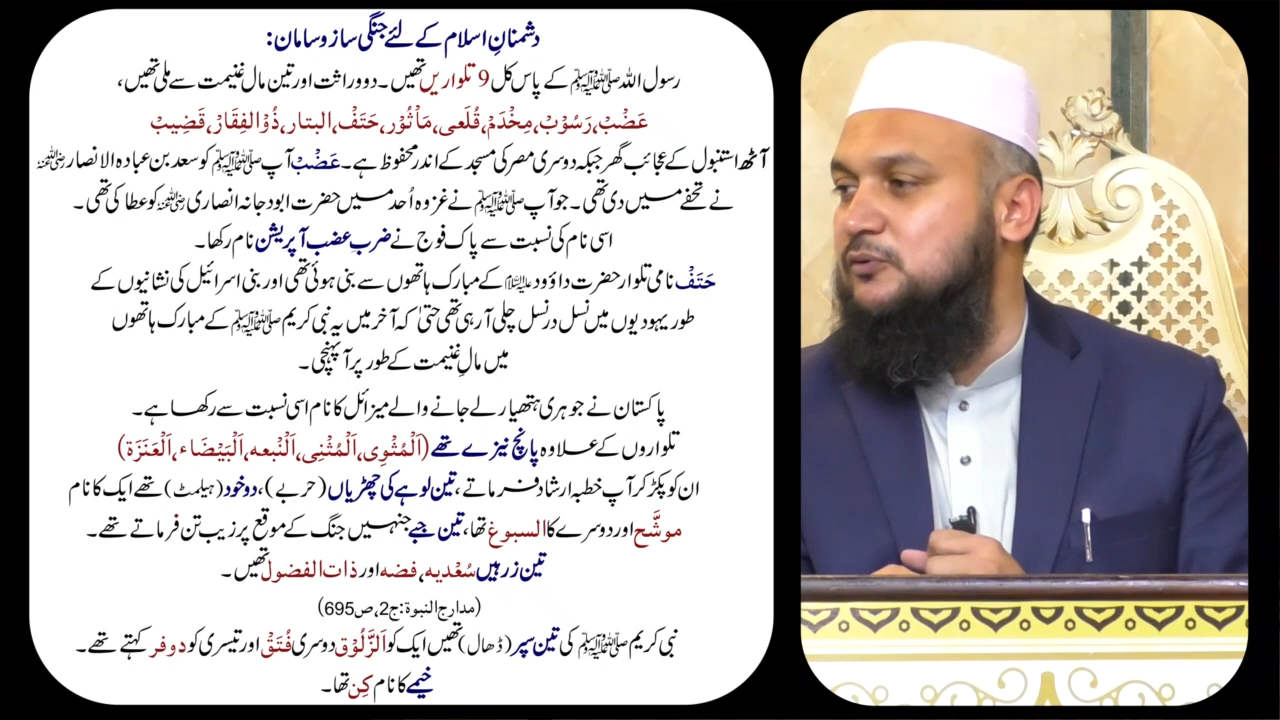 دشمنانِ اسلام کے لئے جنگی ساز و سامان:
رسول اللہ ﷺ کے پاس کل 9 تلواریں تھیں۔ دو وراثت اور تین مال غنیمت سے ملی تھیں،
عَضْبْ، رَسُوْبْ، مِخْدَمْ، قُلَعی، مَاثُوْر، حَتَفْ، البتار، ذُوْالفِقَارْ، قَضِیبْ
آٹھ استنبول کے عجائب گھر جبکہ دوسری مصر کی مسجد کے اندر محفوظ ہے۔ عَضْبْ آپ ﷺ کو سعد بن عبادہ الانصار رضی اللہ عنہ
نے تحفے میں دی تھی۔ جو آپ ﷺ نے غزوہ اُحد میں حضرت ابو دجانہ انصاری رضی اللہ عنہ کو عطا کی تھی۔
اسی نام کی نسبت سے پاک فوج نے ضربِ عضب آپریشن نام رکھا۔
حَتَفْ نامی تلوار حضرت داؤود علیہ السلام کے مبارک ہاتھوں سے بنی ہوئی تھی اور بنی اسرائیل کی نشانیوں کے
طور یہودیوں میں نسل در نسل چلی آ رہی تھی حتیٰ کہ آخر میں یہ نبی کریم ﷺ کے مبارک ہاتھوں
میں مالِ غنیمت کے طور پر آ پہنچی۔
پاکستان نے جوہری ہتھیار لے جانے والے میزائل کا نام اسی نسبت سے رکھا ہے۔
تلواروں کے علاوہ پانچ نیزے تھے (اَلْمُثْوِی، اَلْمُثْنِی، اَلْنْبعه، اَلْبَیْضَاء، اَلْعَنَزَة)
ان کو پکڑ کر آپ خطبہ ارشاد فرماتے، تین لوہے کی چھڑیاں (حربے)، دو خود (ہیلمٹ) تھے ایک کا نام
موشَّح اور دوسرے کا السبوغ تھا، تین جبے جنہیں جنگ کے موقع پر زیب تن فرماتے تھے۔
تین زرہیں سُعْدیه، فضه اور ذات الفضول تھیں۔
(مدارج النبوة: ج2، ص695)
نبی کریم ﷺ کی تین سپر (ڈھال) تھیں ایک کو اَلزَّلُوْق دوسری فُتَقْ اور تیسری کو دوفر کہتے تھے۔
خیمے کا نام کِن تھا۔